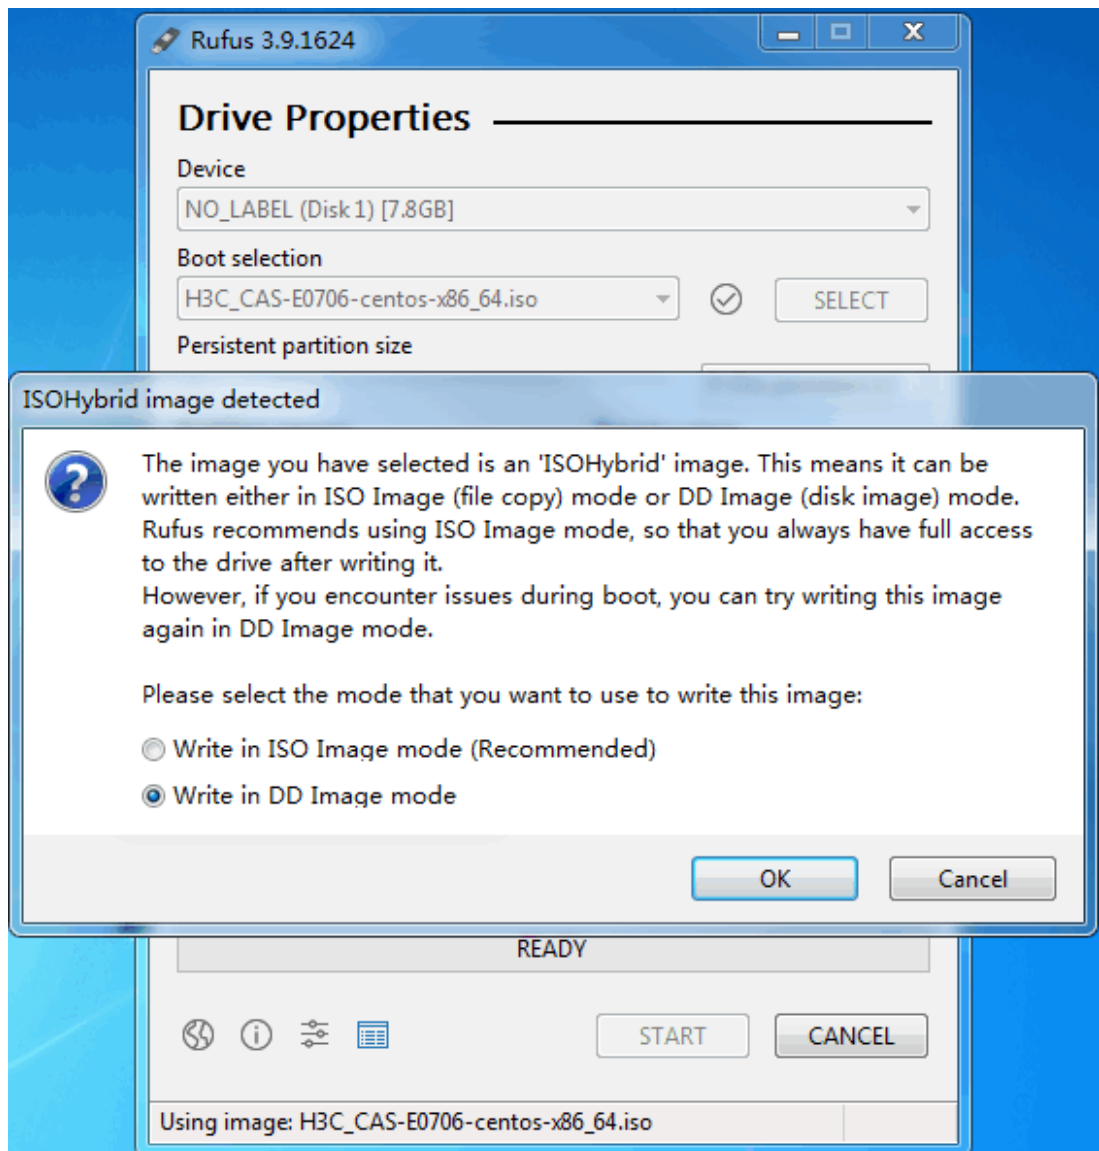 Rufus 3.9.1624
Drive Properties
Device
NO_LABEL (Disk 1) [7.8GB]
Boot selection
H3C_CAS-E0706-centos-x86_64.iso
SELECT
Persistent partition size
ISOHybrid image detected
The image you have selected is an 'ISOHybrid' image. This means it can be
written either in ISO Image (file copy) mode or DD Image (disk image) mode.
Rufus recommends using ISO Image mode, so that you always have full access
to the drive after writing it.
However, if you encounter issues during boot, you can try writing this image
again in DD Image mode.
Please select the mode that you want to use to write this image:
Write in ISO Image mode (Recommended)
Write in DD Image mode
OK
Cancel
READY
START
CANCEL
Using image: H3C_CAS-E0706-centos-x86_64.iso